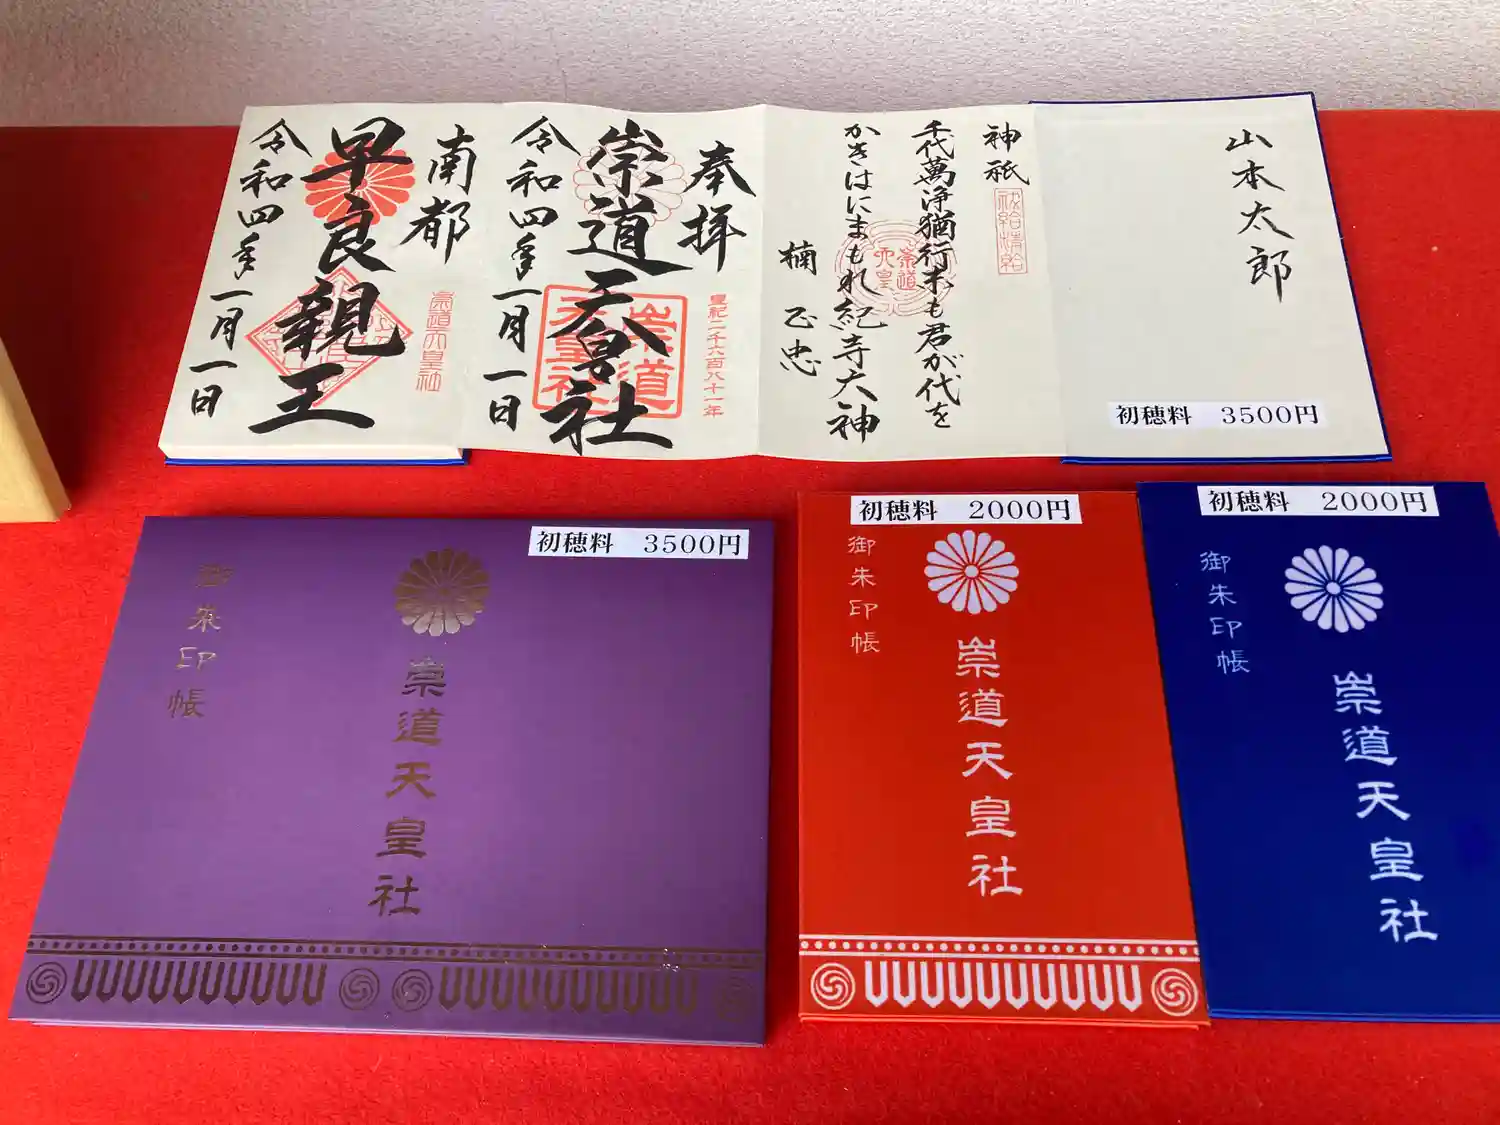 山本太郎
初穂料 3500円
神祇
千代萬浄猶行末も君が代を
かきはにまもれ紀寺大神
楠 正忠
奉拝
崇道天皇社
皇紀二千六百八十一年
崇道天皇社
令和四年一月一日
南都
早良親王
崇道天皇社
令和四年一月一日
初穂料 3500円
崇道天皇社
御朱印帳
初穂料 2000円
崇道天皇社
御朱印帳
初穂料 2000円
崇道天皇社
御朱印帳